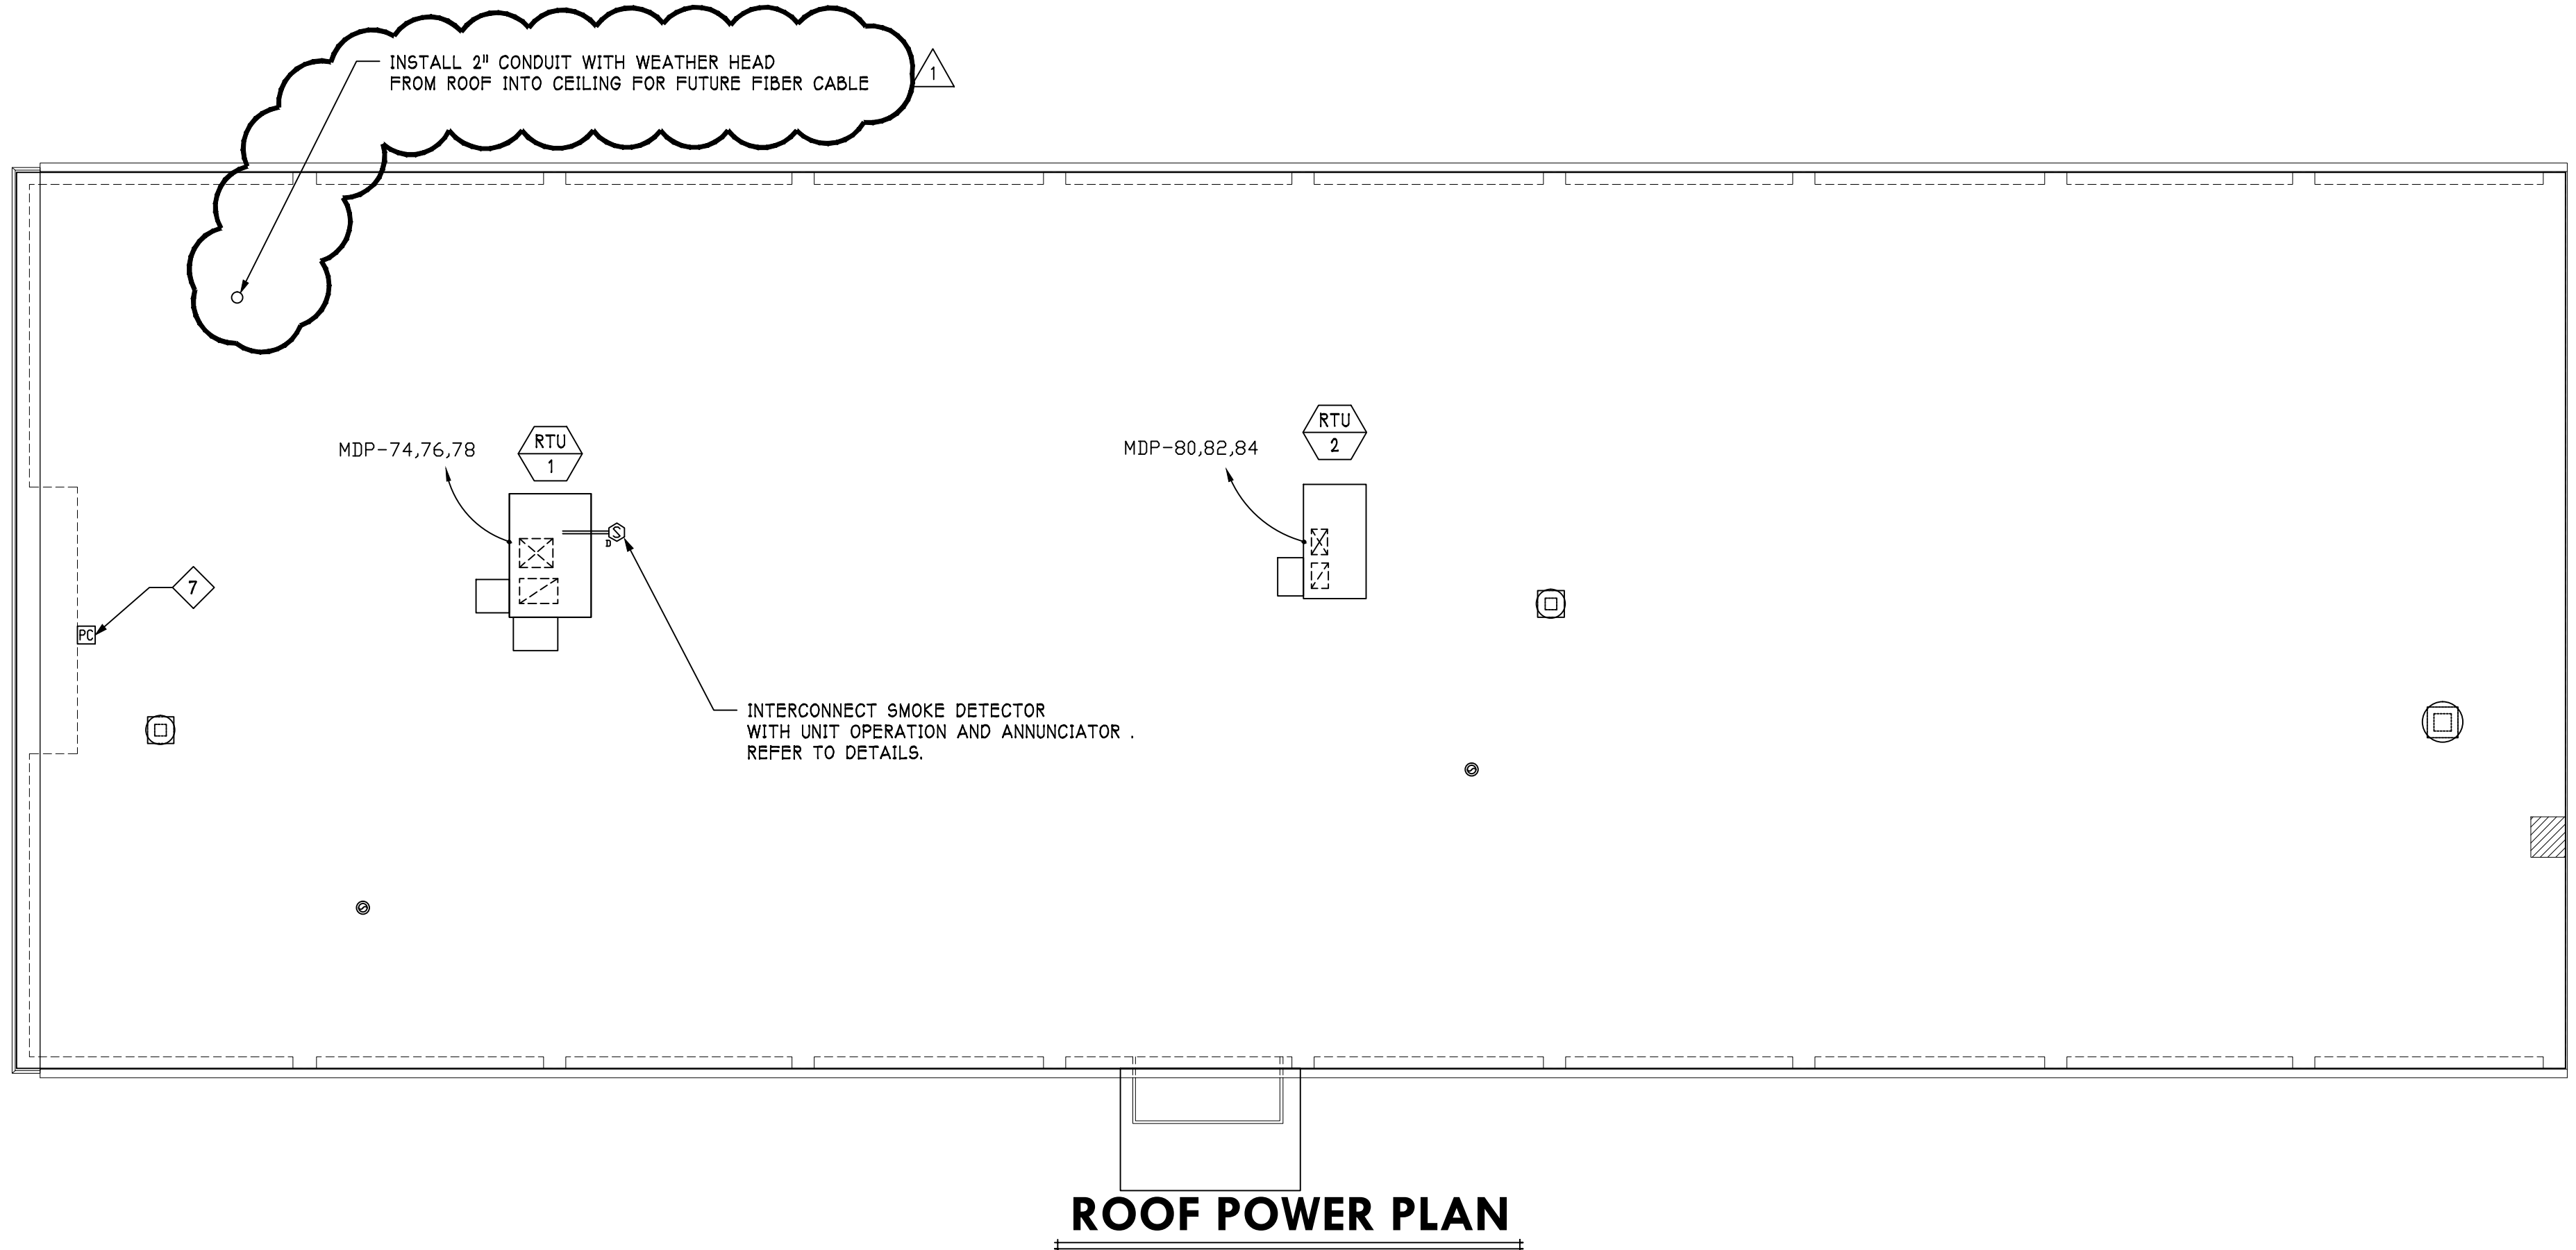 INSTALL 2" CONDUIT WITH WEATHER HEAD
FROM ROOF INTO CEILING FOR FUTURE FIBER CABLE
1
MDP-74,76,78
RTU
1
MDP-80,82,84
RTU
2
S
D
7
PC
INTERCONNECT SMOKE DETECTOR
WITH UNIT OPERATION AND ANNUNCIATOR .
REFER TO DETAILS.
ROOF POWER PLAN